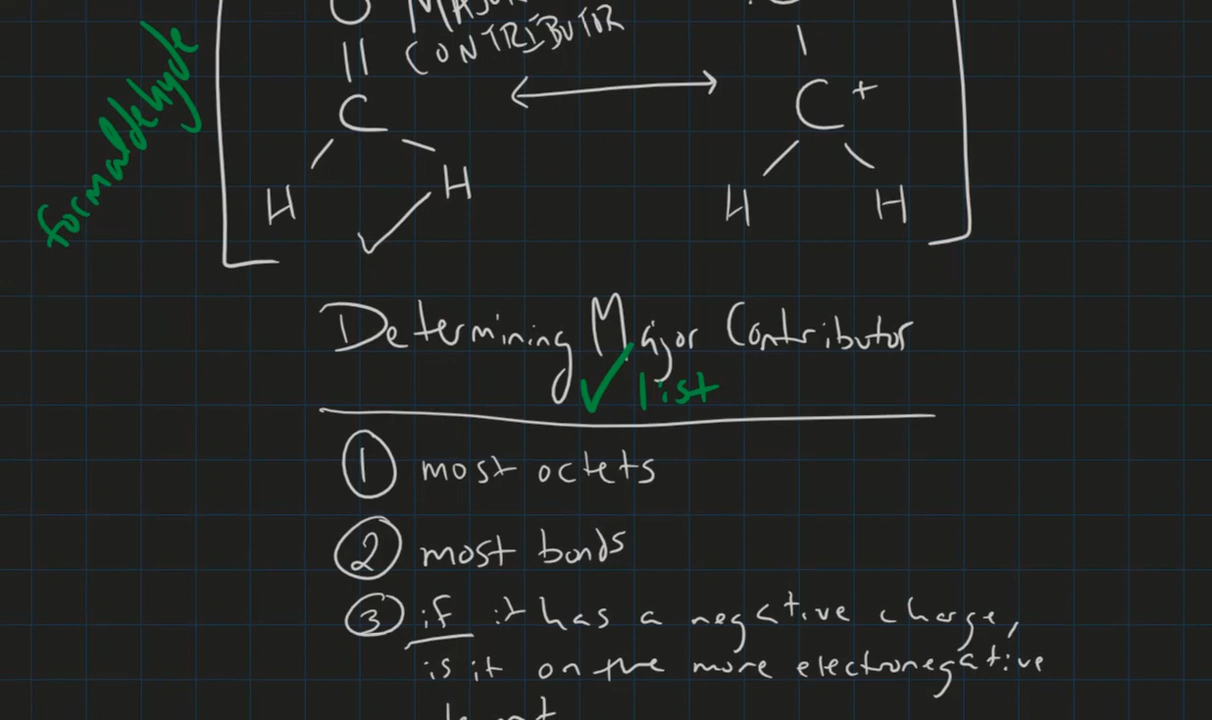 O MAJOR
CONTRIBUTOR
formaldehyde
C
C +
H
H
H
H
Determining Major Contributor
✓ list
1 most octets
2 most bonds
3 if it has a negative charge,
is it on the more electronegative